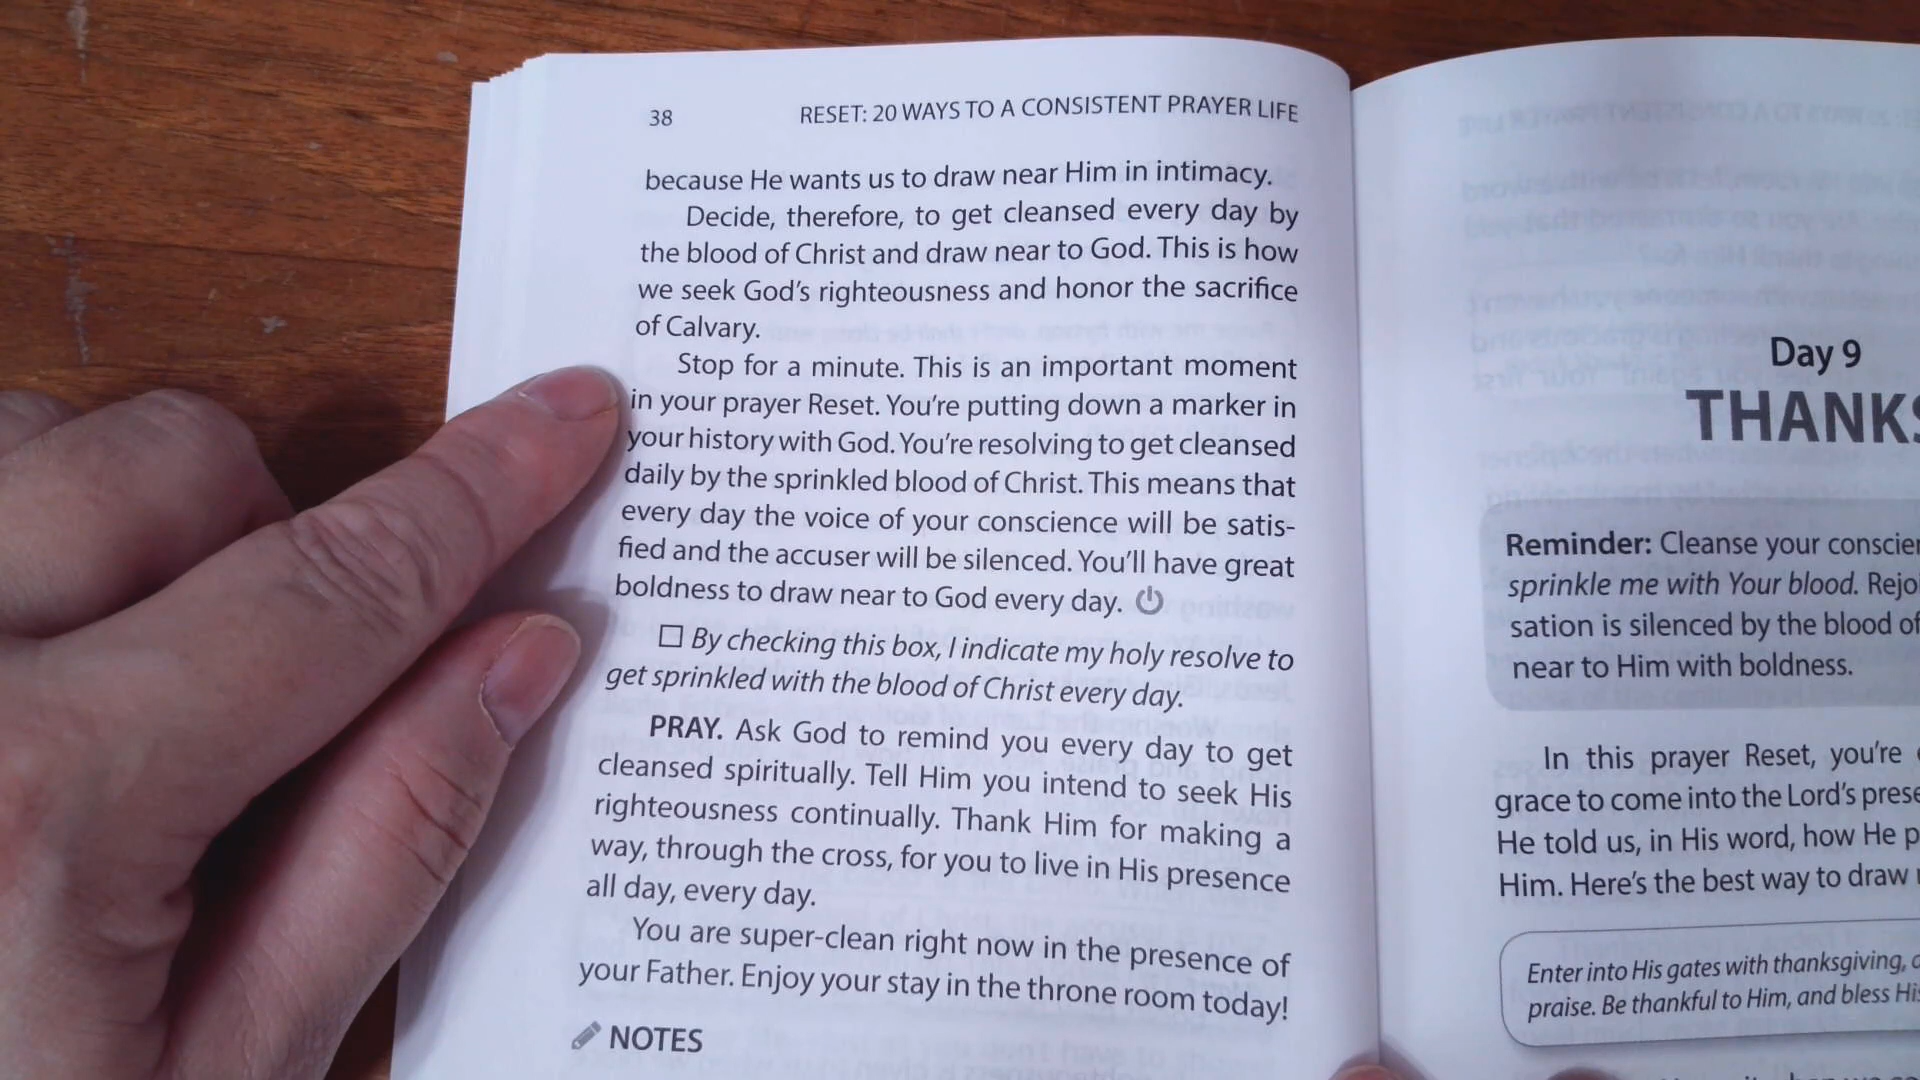 38 RESET: 20 WAYS TO A CONSISTENT PRAYER LIFE
because He wants us to draw near Him in intimacy.
Decide, therefore, to get cleansed every day by
the blood of Christ and draw near to God. This is how
we seek God's righteousness and honor the sacrifice
of Calvary.
Stop for a minute. This is an important moment
in your prayer Reset. You're putting down a marker in
your history with God. You're resolving to get cleansed
daily by the sprinkled blood of Christ. This means that
every day the voice of your conscience will be satis-
fied and the accuser will be silenced. You'll have great
boldness to draw near to God every day.
☐ By checking this box, I indicate my holy resolve to
get sprinkled with the blood of Christ every day.
PRAY. Ask God to remind you every day to get
cleansed spiritually. Tell Him you intend to seek His
righteousness continually. Thank Him for making a
way, through the cross, for you to live in His presence
all day, every day.
You are super-clean right now in the presence of
your Father. Enjoy your stay in the throne room today!
NOTES
Day 9
THANKS
Reminder: Cleanse your
sprinkle me with Your blood.
sation is silenced by the blood of
near to Him with boldness.
In this prayer Reset, you're
grace to come into the Lord's
He told us, in His word, how He
Him. Here's the best way to draw
Enter into His gates with thanksgiving,
praise. Be thankful to Him, and bless